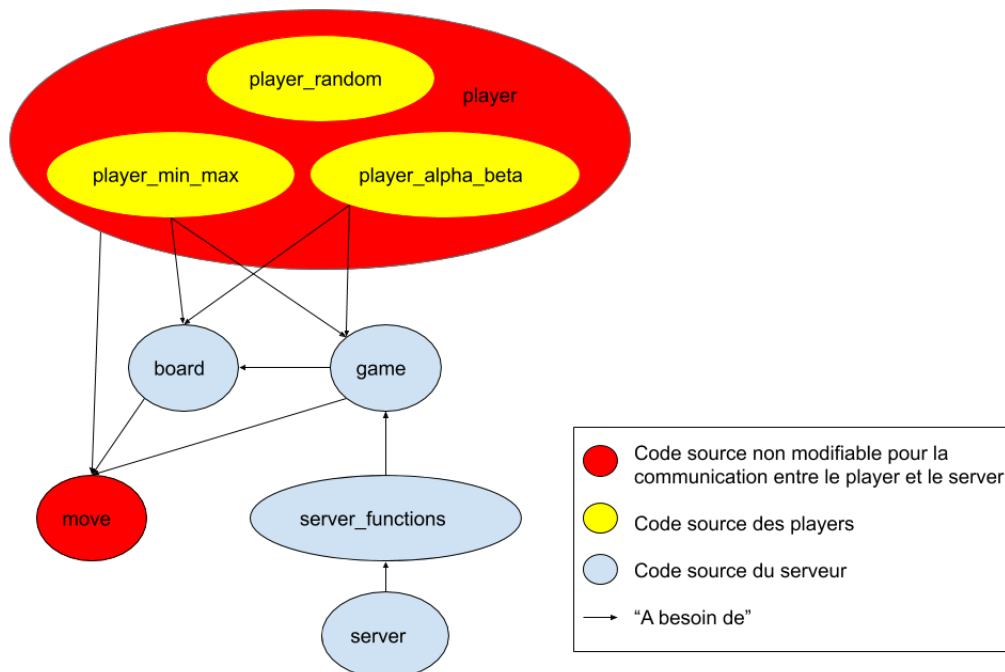 player_random
player
player_min_max
player_alpha_beta
board
game
move
server_functions
server
Code source non modifiable pour la
communication entre le player et le server
Code source des players
Code source du serveur
“A besoin de”